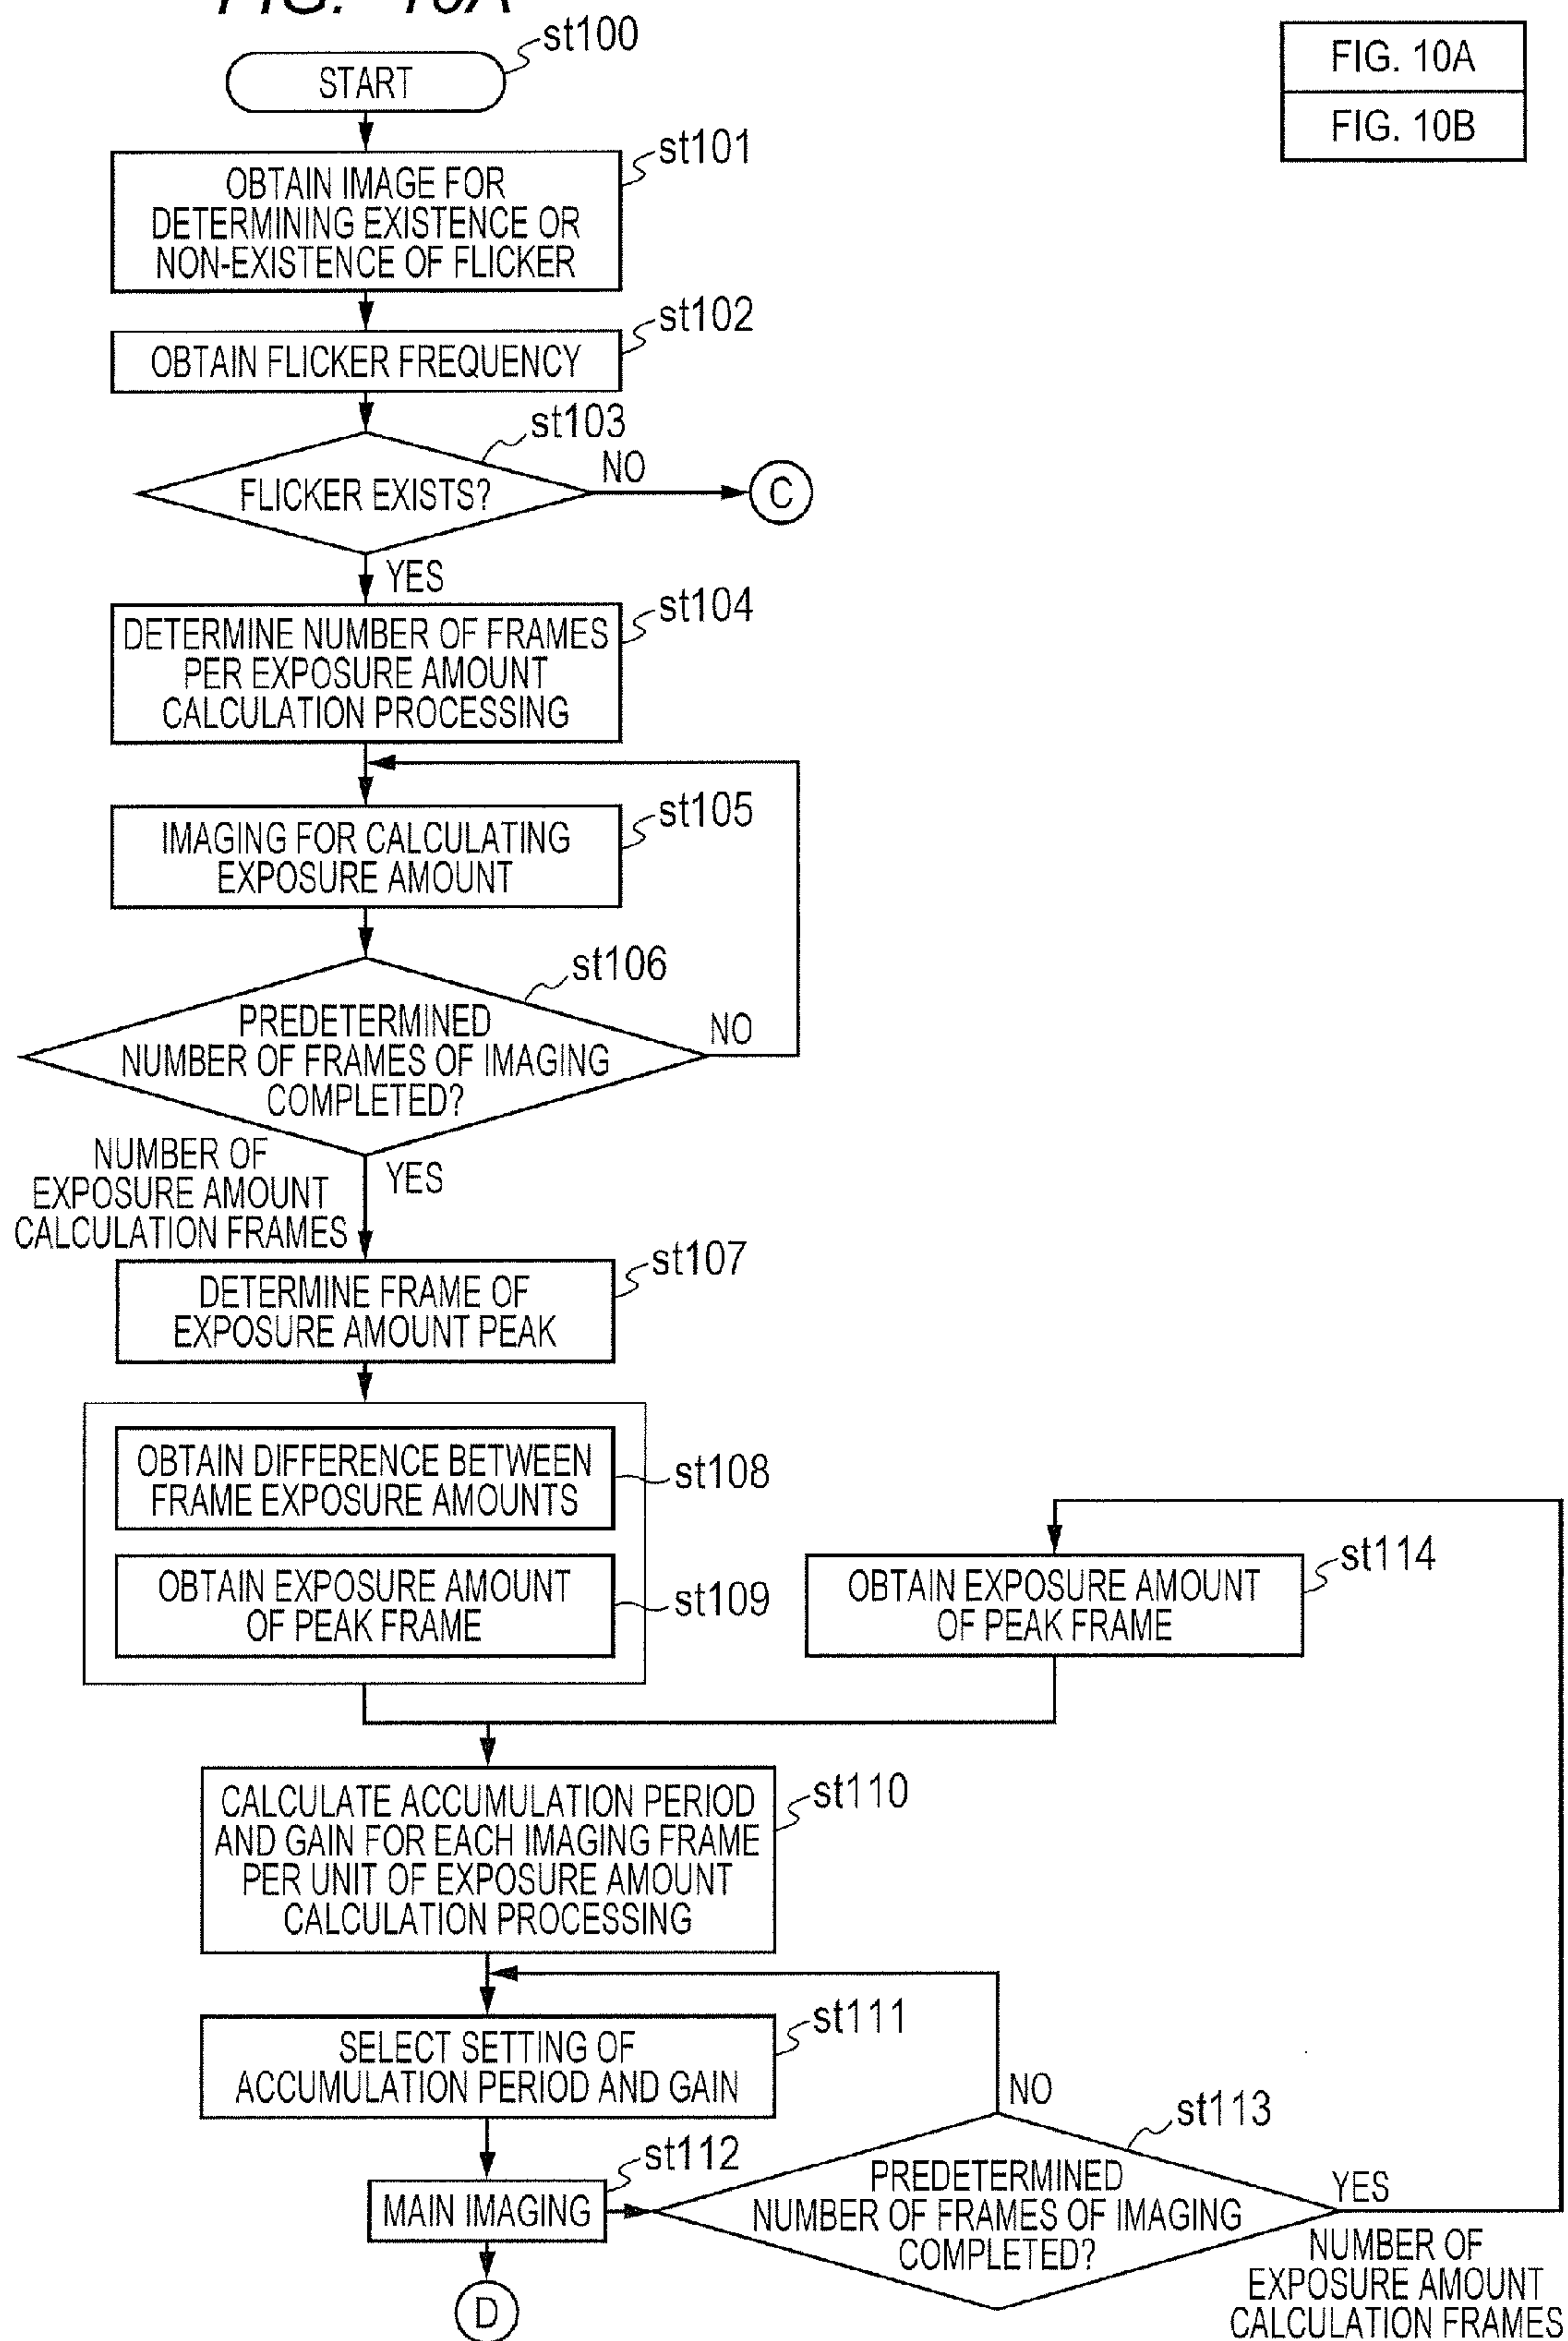 FIG. 10A
FIG. 10A
FIG. 10B
st100
START
st101
OBTAIN IMAGE FOR
DETERMINING EXISTENCE OR
NON-EXISTENCE OF FLICKER
st102
OBTAIN FLICKER FREQUENCY
st103
FLICKER EXISTS?
NO
C
YES
st104
DETERMINE NUMBER OF FRAMES
PER EXPOSURE AMOUNT
CALCULATION PROCESSING
st105
IMAGING FOR CALCULATING
EXPOSURE AMOUNT
st106
PREDETERMINED
NUMBER OF FRAMES OF IMAGING
COMPLETED?
NO
NUMBER OF
EXPOSURE AMOUNT
CALCULATION FRAMES
YES
st107
DETERMINE FRAME OF
EXPOSURE AMOUNT PEAK
OBTAIN DIFFERENCE BETWEEN
FRAME EXPOSURE AMOUNTS
st108
OBTAIN EXPOSURE AMOUNT
OF PEAK FRAME
st109
st114
OBTAIN EXPOSURE AMOUNT
OF PEAK FRAME
st110
CALCULATE ACCUMULATION PERIOD
AND GAIN FOR EACH IMAGING FRAME
PER UNIT OF EXPOSURE AMOUNT
CALCULATION PROCESSING
st111
SELECT SETTING OF
ACCUMULATION PERIOD AND GAIN
st112
MAIN IMAGING
D
NO
st113
PREDETERMINED
NUMBER OF FRAMES OF IMAGING
COMPLETED?
YES
NUMBER OF
EXPOSURE AMOUNT
CALCULATION FRAMES